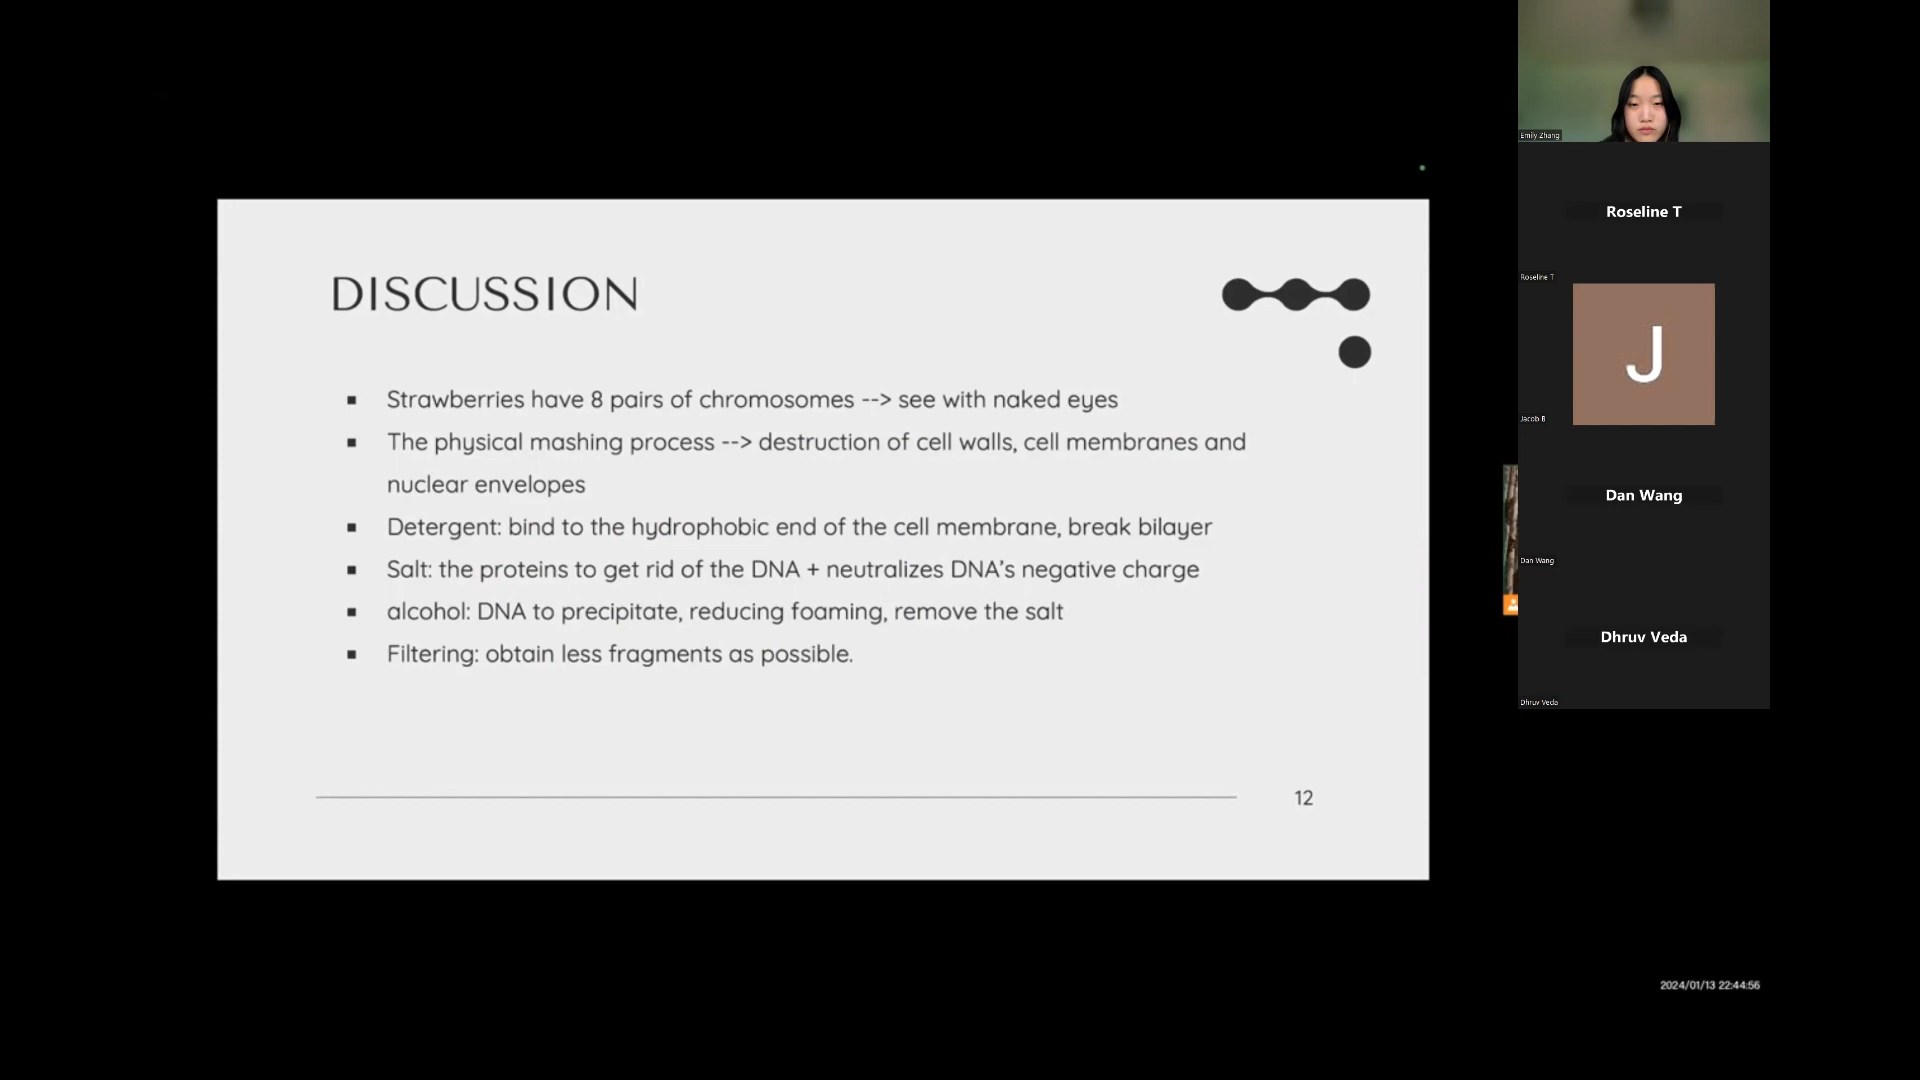 DISCUSSION
Strawberries have 8 pairs of chromosomes --> see with naked eyes
The physical mashing process --> destruction of cell walls, cell membranes and
nuclear envelopes
Detergent: bind to the hydrophobic end of the cell membrane, break bilayer
Salt: the proteins to get rid of the DNA + neutralizes DNA’s negative charge
alcohol: DNA to precipitate, reducing foaming, remove the salt
Filtering: obtain less fragments as possible.
12
Emily Zhang
Roseline T
Roseline T
J
Jacob B
Dan Wang
Dan Wang
Dhruv Veda
Dhruv Veda
2024/01/13 22:44:56